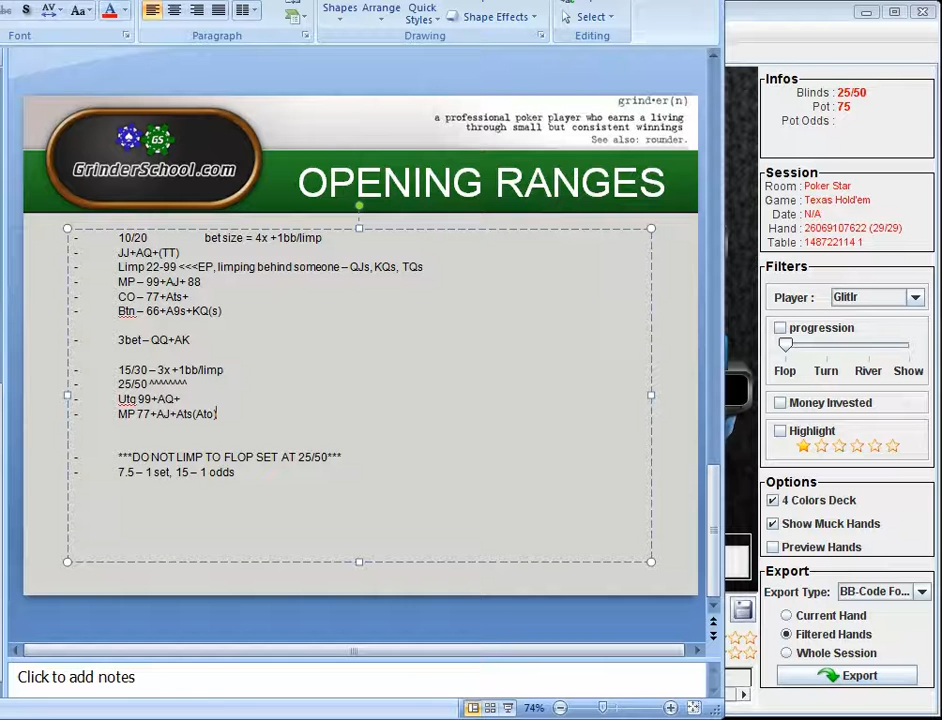 Aa
A
Shapes
Arrange
Quick
Styles
Shape Effects
Select
Font
Paragraph
Drawing
Editing
grind•er(n)
a professional poker player who earns a living
through small but consistent winnings
See also: rounder.
GS
GrinderSchool.com
OPENING RANGES
- 10/20 bet size = 4x +1bb/limp
- JJ+AQ+(TT)
- Limp 22-99 <<<EP, limping behind someone – QJs, KQs, TQs
- MP – 99+AJ+ 88
- CO – 77+Ats+
- Btn – 66+A9s+KQ(s)
- 3bet – QQ+AK
- 15/30 – 3x +1bb/limp
- 25/50 ^^^^^^^^
- Utg 99+AQ+
- MP 77+AJ+Ats(Ato)
- ***DO NOT LIMP TO FLOP SET AT 25/50***
- 7.5 – 1 set, 15 – 1 odds
Click to add notes
74%
Infos
Blinds : 25/50
Pot : 75
Pot Odds :
Session
Room : Poker Star
Game : Texas Hold'em
Date : N/A
Hand : 26069107622 (29/29)
Table : 148722114 1
Filters
Player : Glitlr
progression
Flop Turn River Show
Money Invested
Highlight
Options
4 Colors Deck
Show Muck Hands
Preview Hands
Export
Export Type: BB-Code Fo...
Current Hand
Filtered Hands
Whole Session
Export